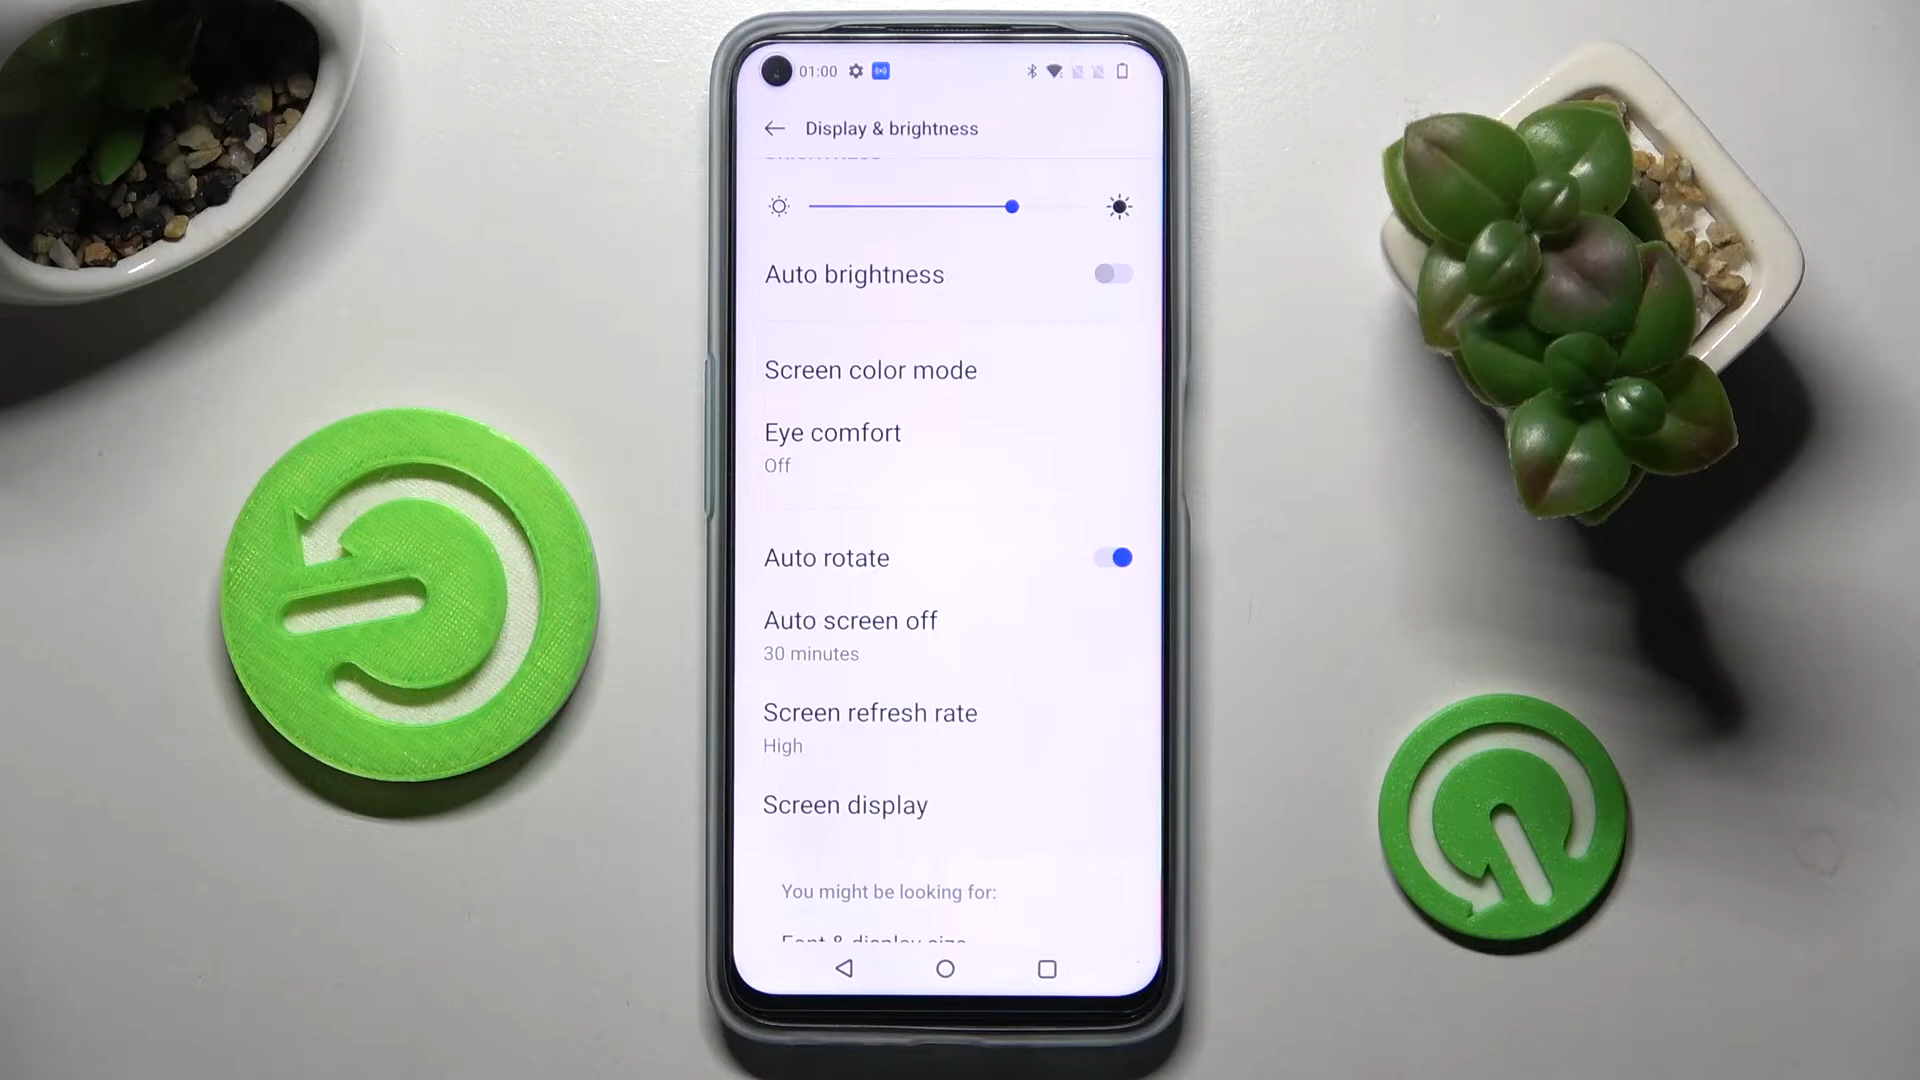 01:00
Display & brightness
Auto brightness
Screen color mode
Eye comfort
Off
Auto rotate
Auto screen off
30 minutes
Screen refresh rate
High
Screen display
You might be looking for:
Font & display size